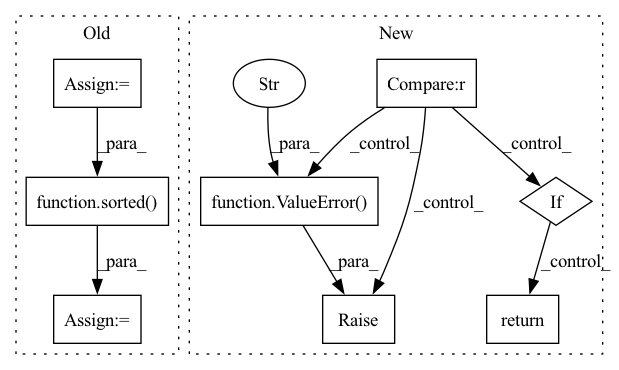 Old
New
Assign:=
Str
Compare:r
_para_
_para_
_control_
_control_
function.sorted()
function.ValueError()
_control_
If
_para_
_para_
_control_
Assign:=
Raise
return